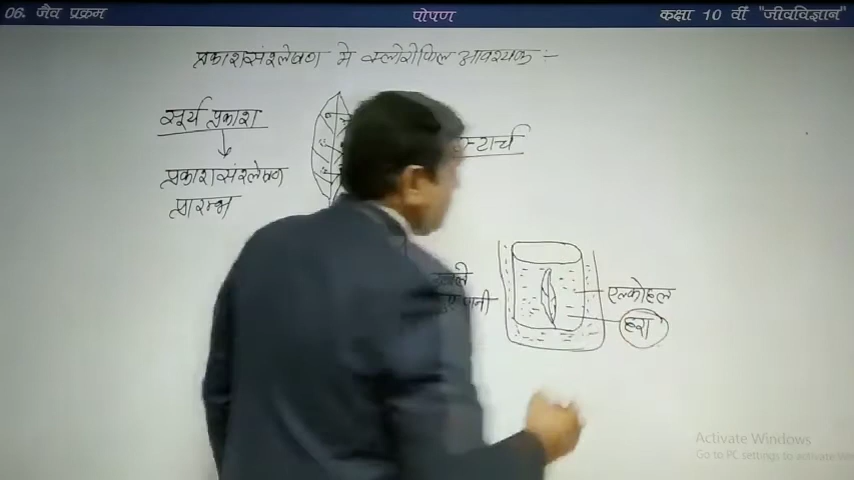 06. जैव प्रक्रम
पोषण
कक्षा 10 वीं "जीवविज्ञान"
प्रकाशसंश्लेषण मे क्लोरोफिल आवश्यक :-
सूर्य प्रकाश
स्टार्च
प्रकाशसंश्लेषण
प्रारम्भ
एल्कोहल
पानी
हरा
Activate Windows
Go to PC settings to activate Win